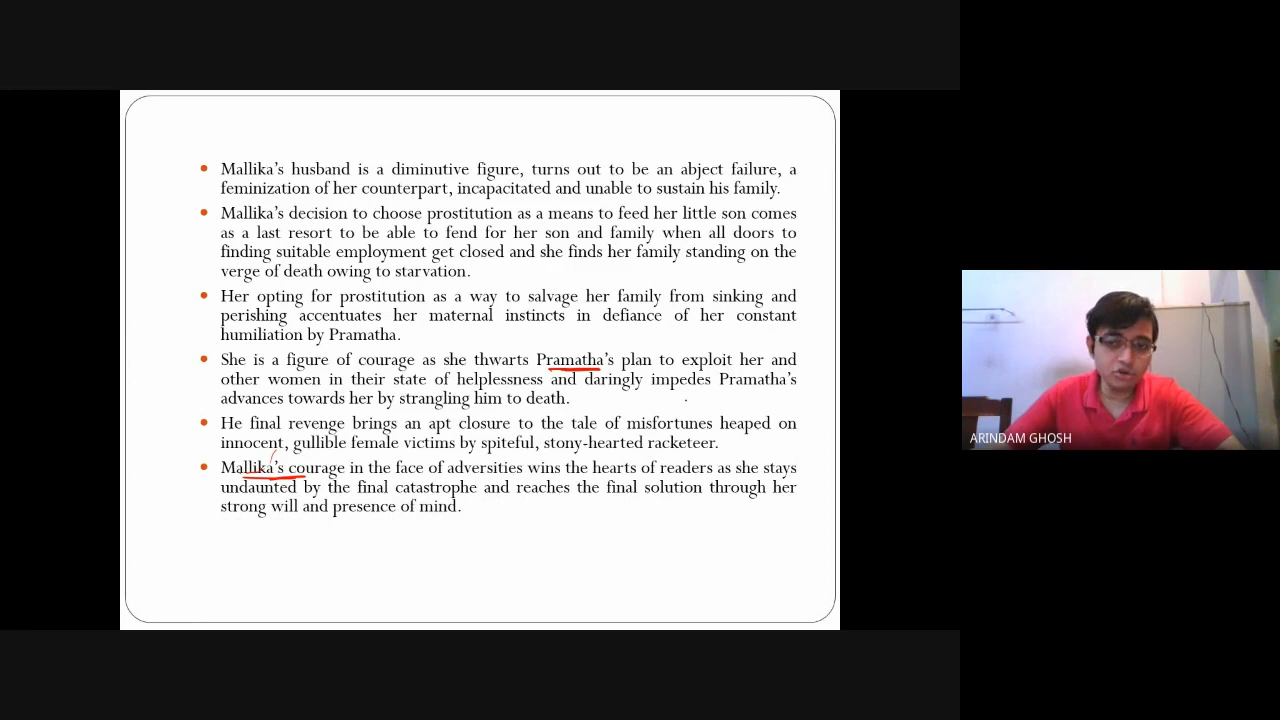 Mallika's husband is a diminutive figure, turns out to be an abject failure, a
feminization of her counterpart, incapacitated and unable to sustain his family.
Mallika's decision to choose prostitution as a means to feed her little son comes
as a last resort to be able to fend for her son and family when all doors to
finding suitable employment get closed and she finds her family standing on the
verge of death owing to starvation.
Her opting for prostitution as a way to salvage her family from sinking and
perishing accentuates her maternal instincts in defiance of her constant
humiliation by Pramatha.
She is a figure of courage as she thwarts Pramatha's plan to exploit her and
other women in their state of helplessness and daringly impedes Pramatha's
advances towards her by strangling him to death.
He final revenge brings an apt closure to the tale of misfortunes heaped on
innocent, gullible female victims by spiteful, stony-hearted racketeer.
Mallika's courage in the face of adversities wins the hearts of readers as she stays
undaunted by the final catastrophe and reaches the final solution through her
strong will and presence of mind.
ARINDAM GHOSH